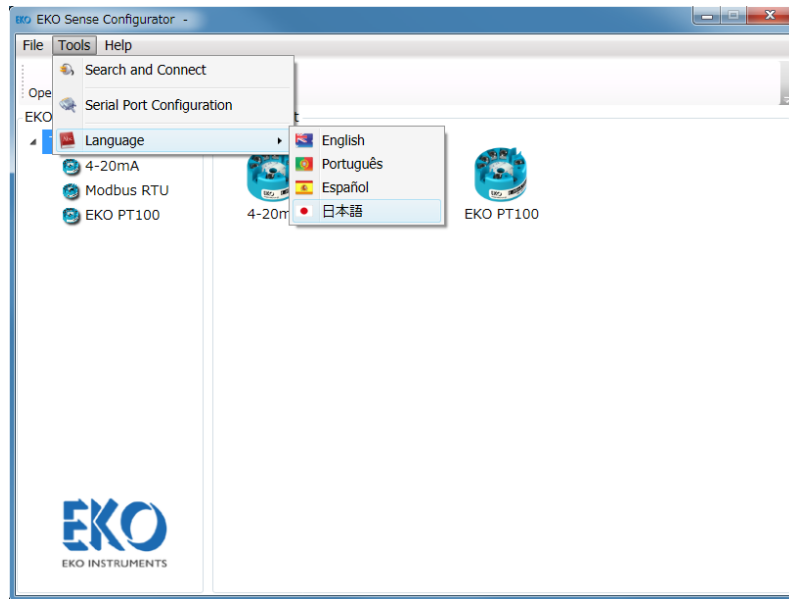 EKO EKO Sense Configurator -
File Tools Help
Search and Connect
Ope
Serial Port Configuration
EKO
Language
English
Português
Español
日本語
4-20mA
Modbus RTU
EKO PT100
4-20m
EKO PT100
EKO
EKO INSTRUMENTS